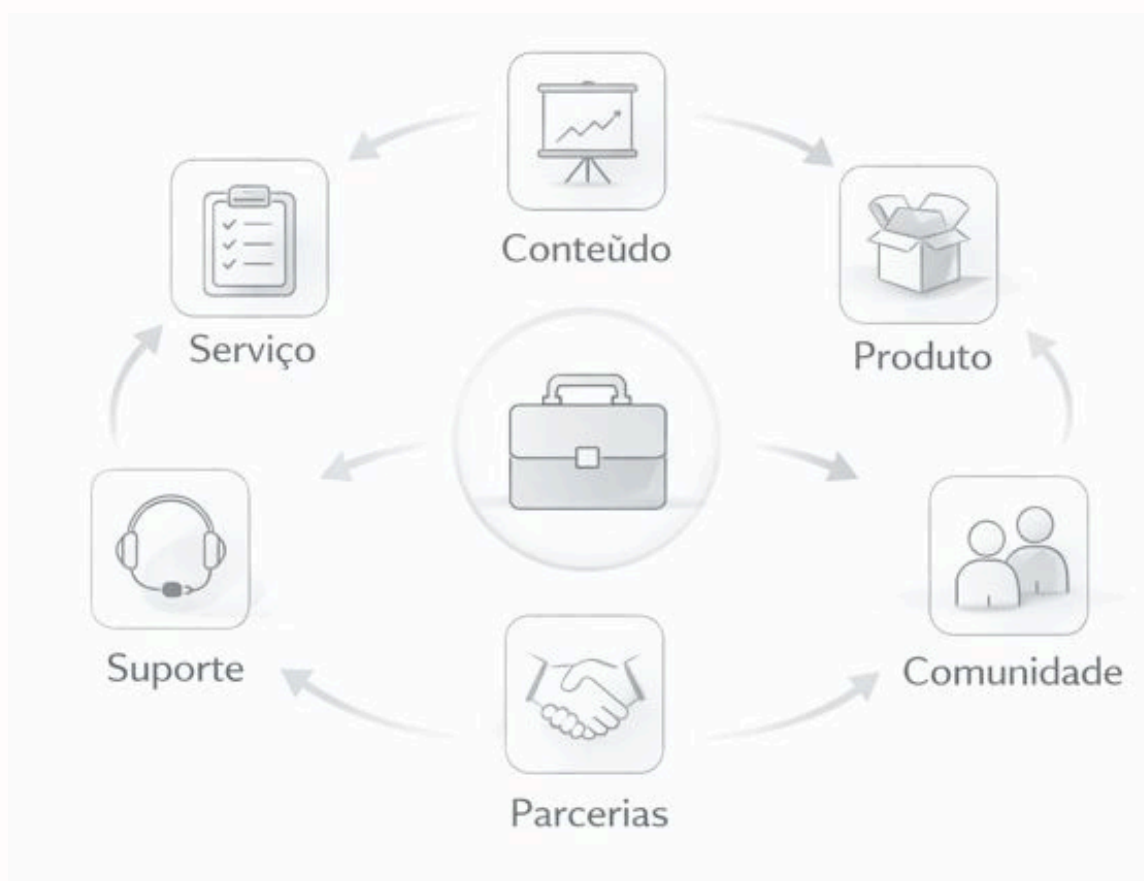 Conteŭdo
Serviço
Produto
Suporte
Comunidade
Parcerias